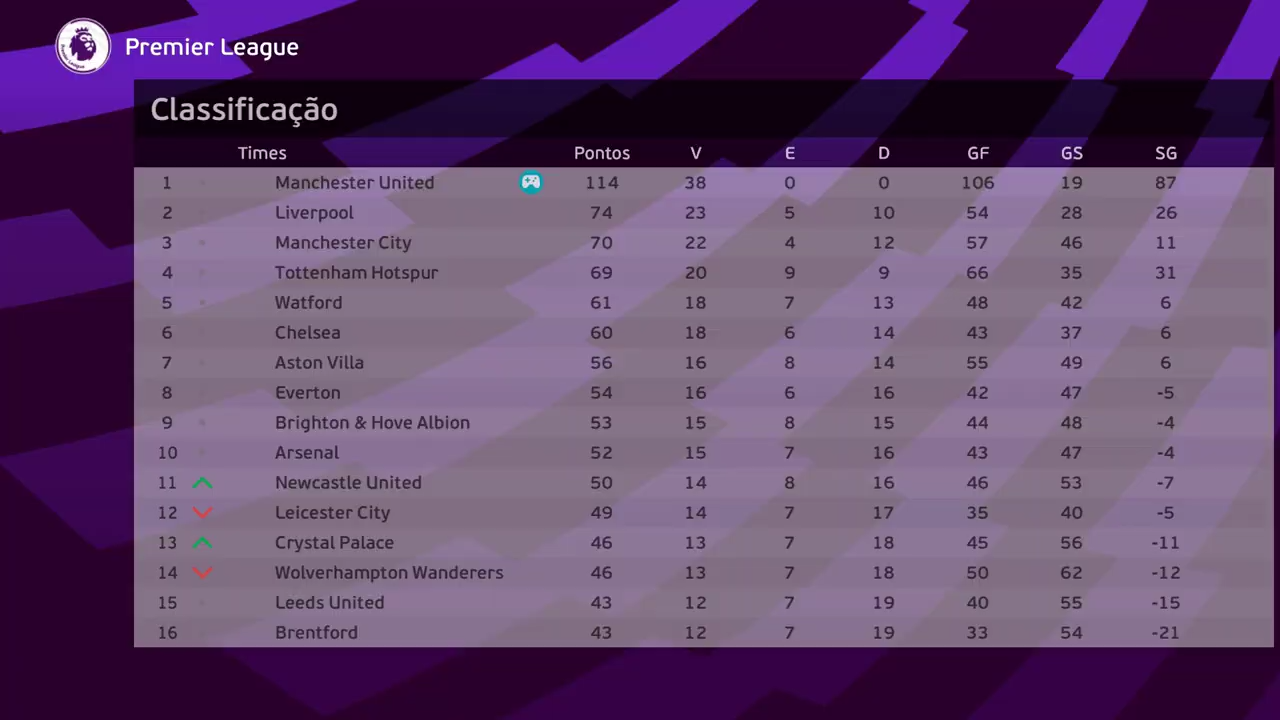 Premier League
Classificação
Times Pontos V E D GF GS SG
1 Manchester United 114 38 0 0 106 19 87
2 Liverpool 74 23 5 10 54 28 26
3 Manchester City 70 22 4 12 57 46 11
4 Tottenham Hotspur 69 20 9 9 66 35 31
5 Watford 61 18 7 13 48 42 6
6 Chelsea 60 18 6 14 43 37 6
7 Aston Villa 56 16 8 14 55 49 6
8 Everton 54 16 6 16 42 47 -5
9 Brighton & Hove Albion 53 15 8 15 44 48 -4
10 Arsenal 52 15 7 16 43 47 -4
11 Newcastle United 50 14 8 16 46 53 -7
12 Leicester City 49 14 7 17 35 40 -5
13 Crystal Palace 46 13 7 18 45 56 -11
14 Wolverhampton Wanderers 46 13 7 18 50 62 -12
15 Leeds United 43 12 7 19 40 55 -15
16 Brentford 43 12 7 19 33 54 -21